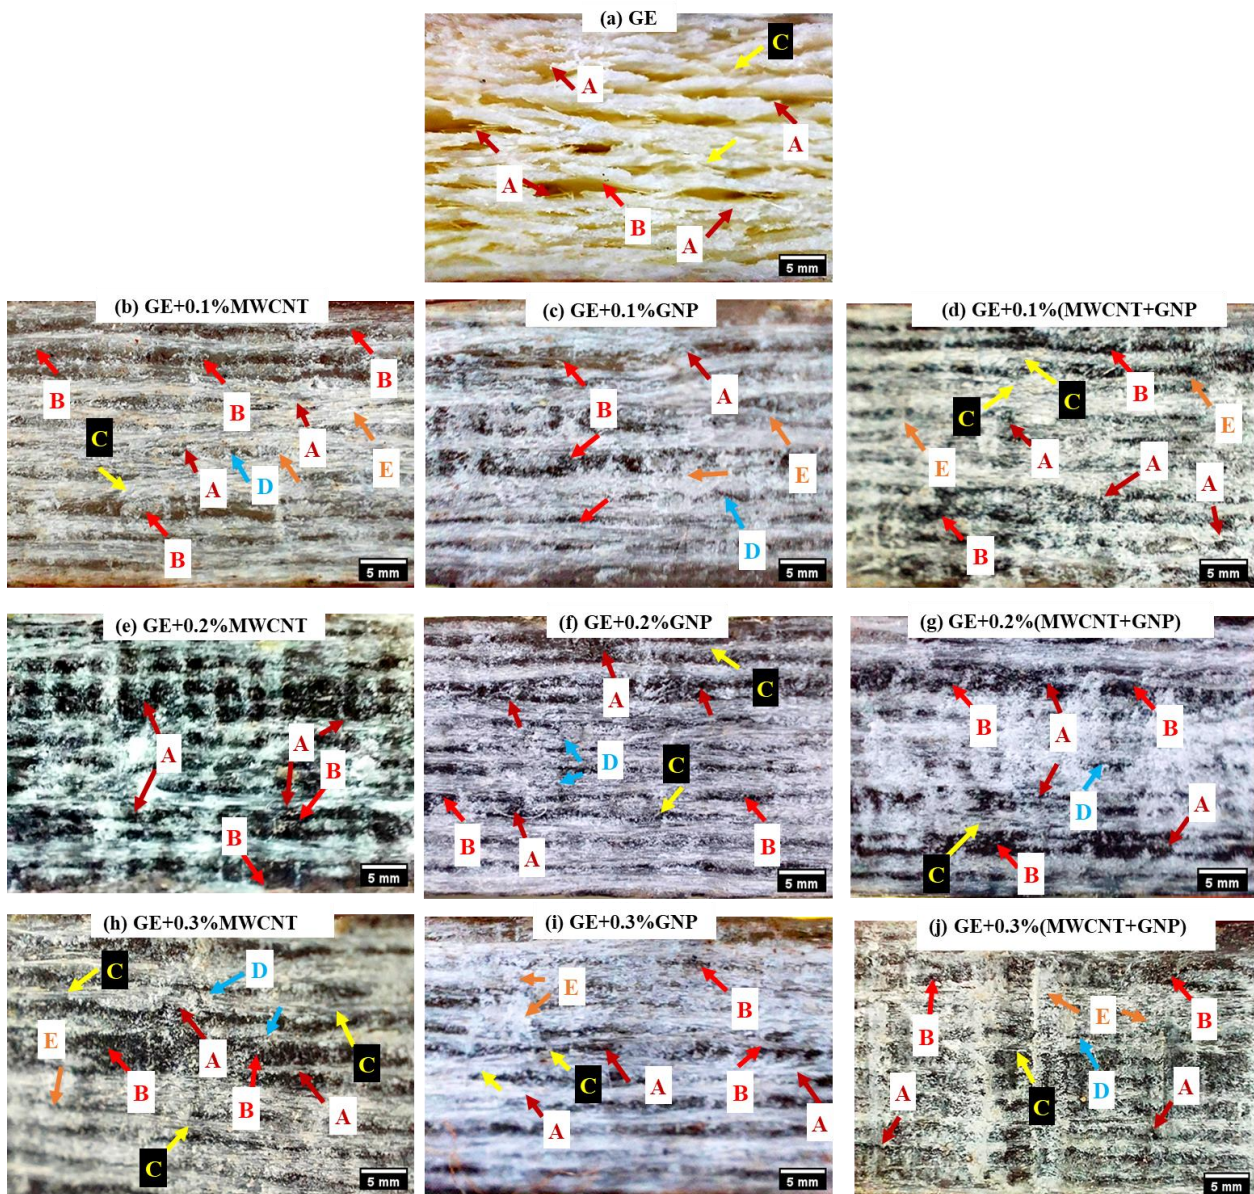 (a) GE
C
A
A
A
B
A
5 mm
(b) GE+0.1%MWCNT
B
B
B
C
A
E
A
D
B
5 mm
(c) GE+0.1%GNP
A
B
E
D
5 mm
(d) GE+0.1%(MWCNT+GNP
B
C
C
E
E
A
A
A
B
5 mm
(e) GE+0.2%MWCNT
A
A
B
B
5 mm
(f) GE+0.2%GNP
C
A
D
C
B
A
B
5 mm
(g) GE+0.2%(MWCNT+GNP)
B
A
B
D
A
C
B
5 mm
(h) GE+0.3%MWCNT
C
D
E
A
C
B
B
A
C
5 mm
(i) GE+0.3%GNP
E
B
C
A
B
A
A
5 mm
(j) GE+0.3%(MWCNT+GNP)
B
E
B
A
C
D
A
5 mm